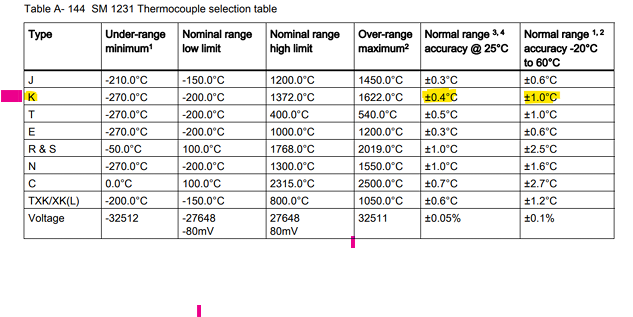 Table A- 144 SM 1231 Thermocouple selection table
Type Under-range minimum1 Nominal range low limit Nominal range high limit Over-range maximum2 Normal range 3, 4 accuracy @ 25°C Normal range 1, 2 accuracy -20°C to 60°C
J -210.0°C -150.0°C 1200.0°C 1450.0°C ±0.3°C ±0.6°C
K -270.0°C -200.0°C 1372.0°C 1622.0°C ±0.4°C ±1.0°C
T -270.0°C -200.0°C 400.0°C 540.0°C ±0.5°C ±1.0°C
E -270.0°C -200.0°C 1000.0°C 1200.0°C ±0.3°C ±0.6°C
R & S -50.0°C 100.0°C 1768.0°C 2019.0°C ±1.0°C ±2.5°C
N -270.0°C -200.0°C 1300.0°C 1550.0°C ±1.0°C ±1.6°C
C 0.0°C 100.0°C 2315.0°C 2500.0°C ±0.7°C ±2.7°C
TXK/XK(L) -200.0°C -150.0°C 800.0°C 1050.0°C ±0.6°C ±1.2°C
Voltage -32512 -27648 27648 32511 ±0.05% ±0.1%
-80mV 80mV